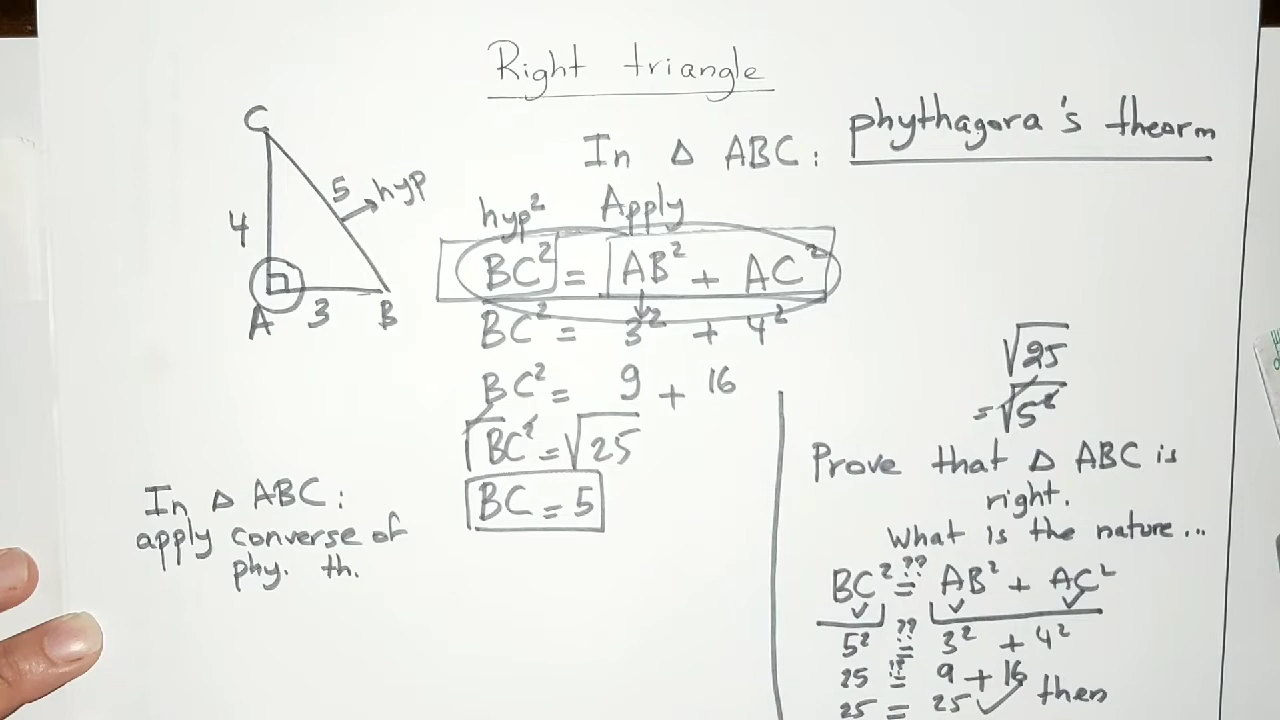 Right triangle
In Δ ABC: phythagora's theorm
Apply
C
4
5 → hyp
A 3 B
hyp²
BC² = AB² + AC²
BC² = 3² + 4²
BC² = 9 + 16
√BC² = √25
BC = 5
In Δ ABC:
apply converse of
phy. th.
√25
= √5²
Prove that Δ ABC is
right.
What is the nature...
BC² ??= AB² + AC²
5² ??= 3² + 4²
25 ??= 9 + 16
25 = 25 ✓ then